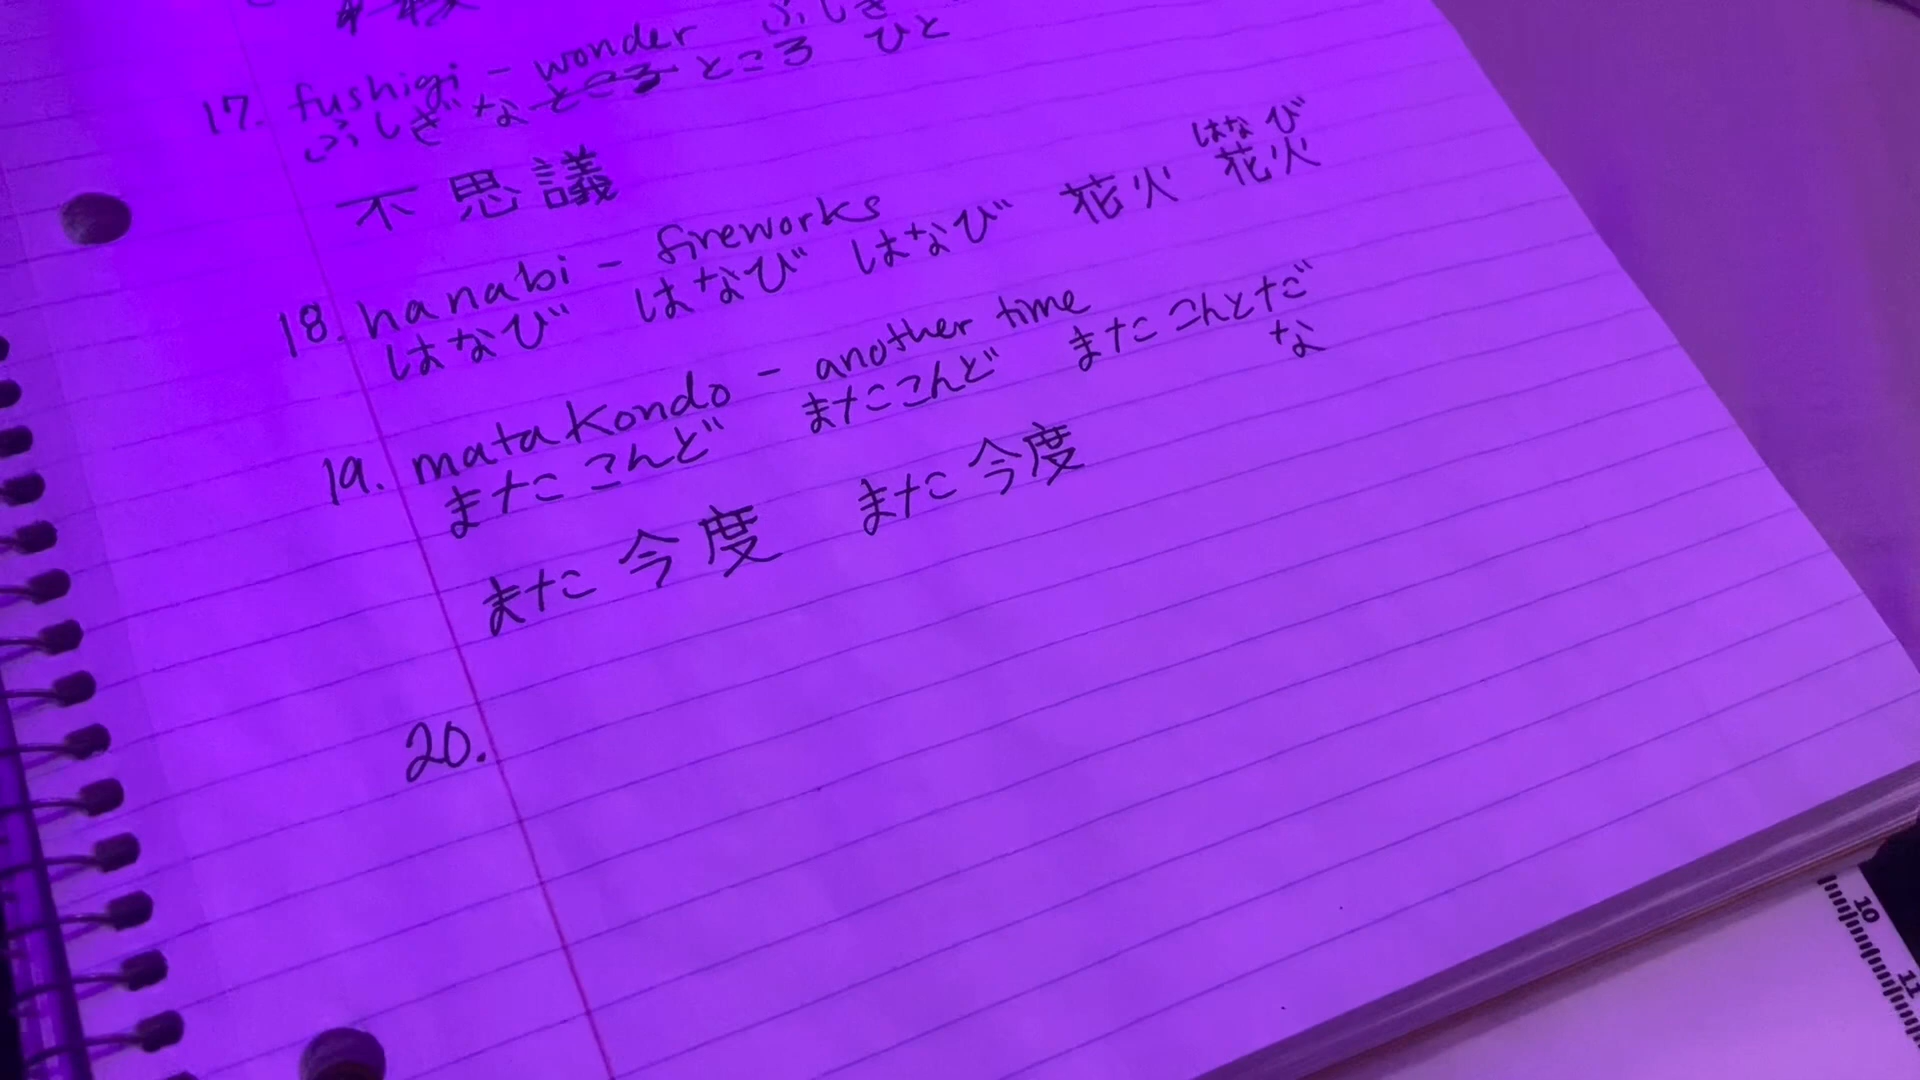 17. fushigi - wonder ふしぎ
ふしぎな ところ ひと
不思議
18. hanabi - fireworks
はなび はなび はなび 花火 花火
はなび
19. mata kondo - another time
またこんど またこんど またこんとだ
な
また今度 また今度
20.
10
11